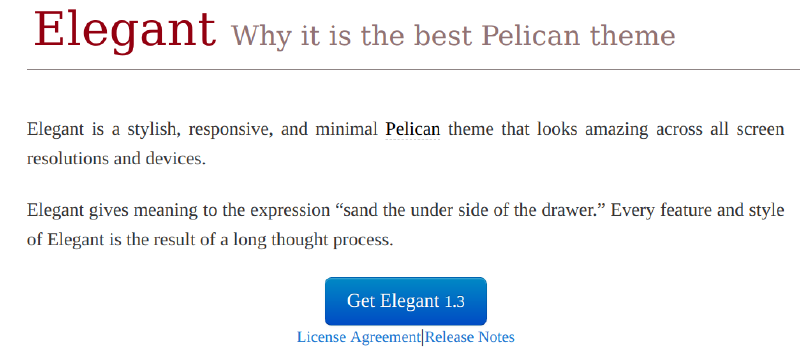 Elegant Why it is the best Pelican theme
Elegant is a stylish, responsive, and minimal Pelican theme that looks amazing across all screen
resolutions and devices.
Elegant gives meaning to the expression “sand the under side of the drawer.” Every feature and style
of Elegant is the result of a long thought process.
Get Elegant 1.3
License Agreement|Release Notes